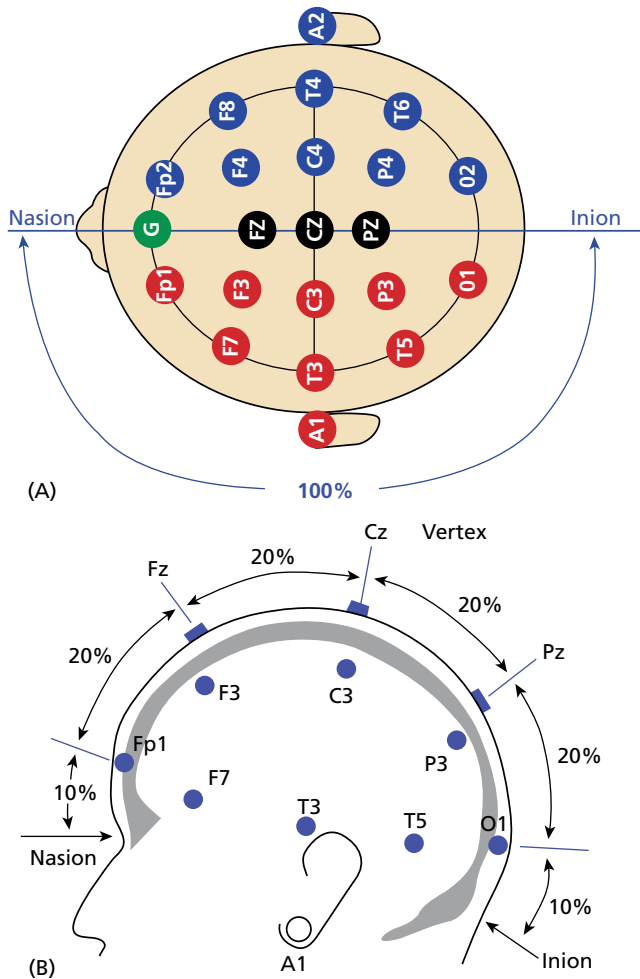 A2
T4
F8
T6
C4
F4
P4
Fp2
02
Nasion
Inion
G
FZ
CZ
PZ
Fp1
01
F3
C3
P3
F7
T5
T3
A1
(A)
100%
Cz
Vertex
20%
Fz
20%
Pz
20%
F3
C3
Fp1
P3
20%
F7
10%
T3
T5
O1
Nasion
10%
A1
Inion
(B)